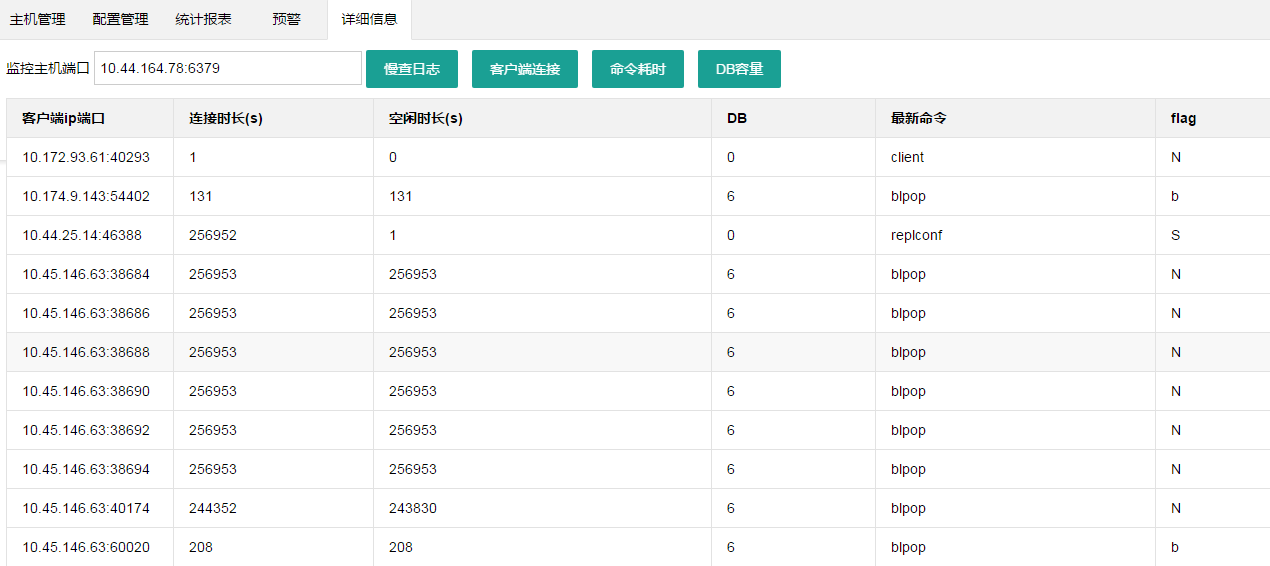 主机管理 配置管理 统计报表 预警 详细信息
监控主机端口 10.44.164.78:6379 慢查日志 客户端连接 命令耗时 DB容量
客户端ip端口 连接时长(s) 空闲时长(s) DB 最新命令 flag
10.172.93.61:40293 1 0 0 client N
10.174.9.143:54402 131 131 6 blpop b
10.44.25.14:46388 256952 1 0 replconf S
10.45.146.63:38684 256953 256953 6 blpop N
10.45.146.63:38686 256953 256953 6 blpop N
10.45.146.63:38688 256953 256953 6 blpop N
10.45.146.63:38690 256953 256953 6 blpop N
10.45.146.63:38692 256953 256953 6 blpop N
10.45.146.63:38694 256953 256953 6 blpop N
10.45.146.63:40174 244352 243830 6 blpop N
10.45.146.63:60020 208 208 6 blpop b